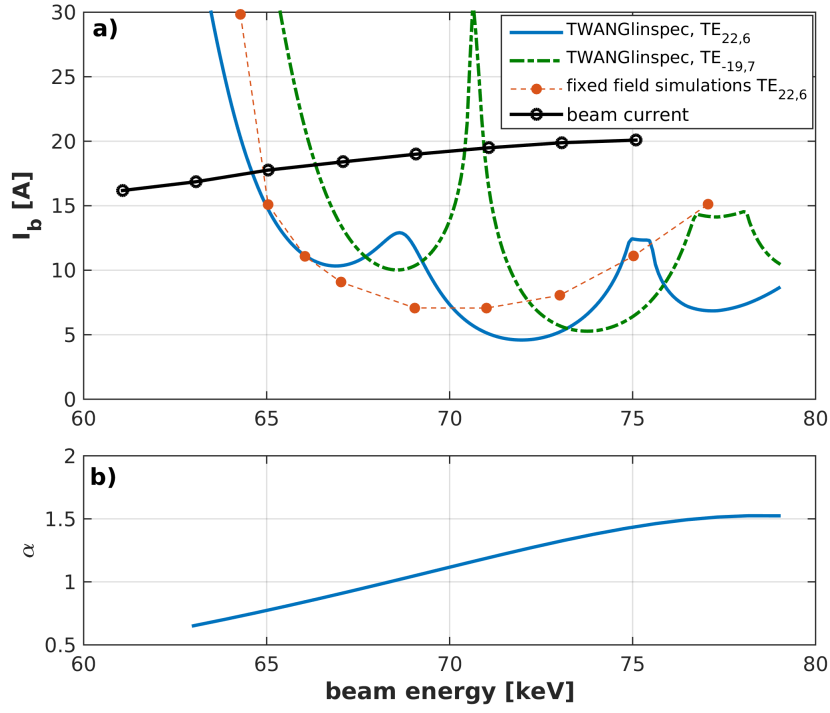 a)
30
25
20
15
10
5
0
I_b [A]
TWANGlinspec, TE_22,6
TWANGlinspec, TE_-19,7
fixed field simulations TE_22,6
beam current
60 65 70 75 80
b)
2
1.5
1
0.5
α
60 65 70 75 80
beam energy [keV]